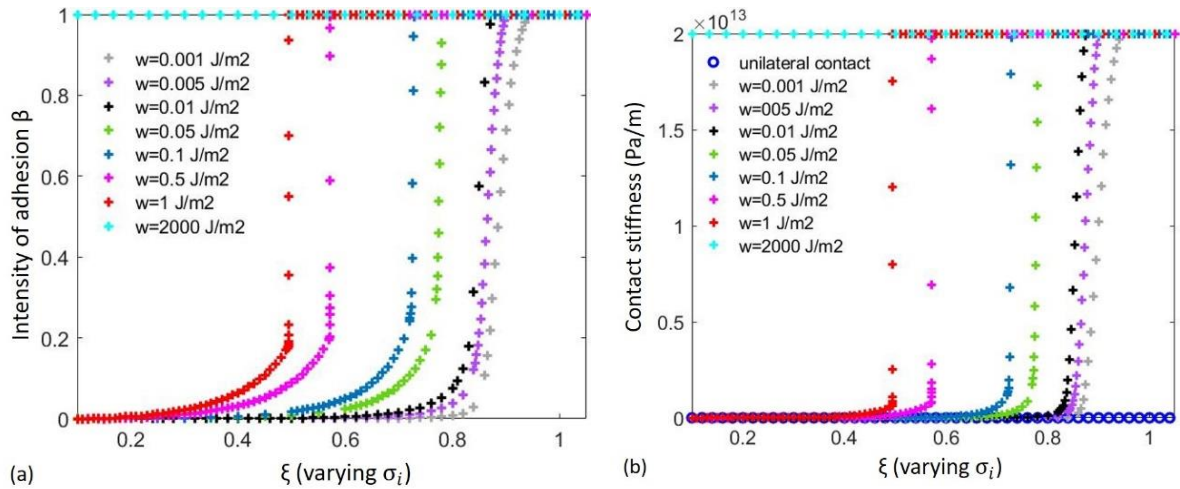 1
0.8
0.6
0.4
0.2
0
Intensity of adhesion β
w=0.001 J/m2
w=0.005 J/m2
w=0.01 J/m2
w=0.05 J/m2
w=0.1 J/m2
w=0.5 J/m2
w=1 J/m2
w=2000 J/m2
0.2 0.4 0.6 0.8 1
(a) ξ (varying σᵢ)
×10¹³
2
1.5
1
0.5
0
Contact stiffness (Pa/m)
unilateral contact
w=0.001 J/m2
w=005 J/m2
w=0.01 J/m2
w=0.05 J/m2
w=0.1 J/m2
w=0.5 J/m2
w=1 J/m2
w=2000 J/m2
0.2 0.4 0.6 0.8 1
(b) ξ (varying σᵢ)